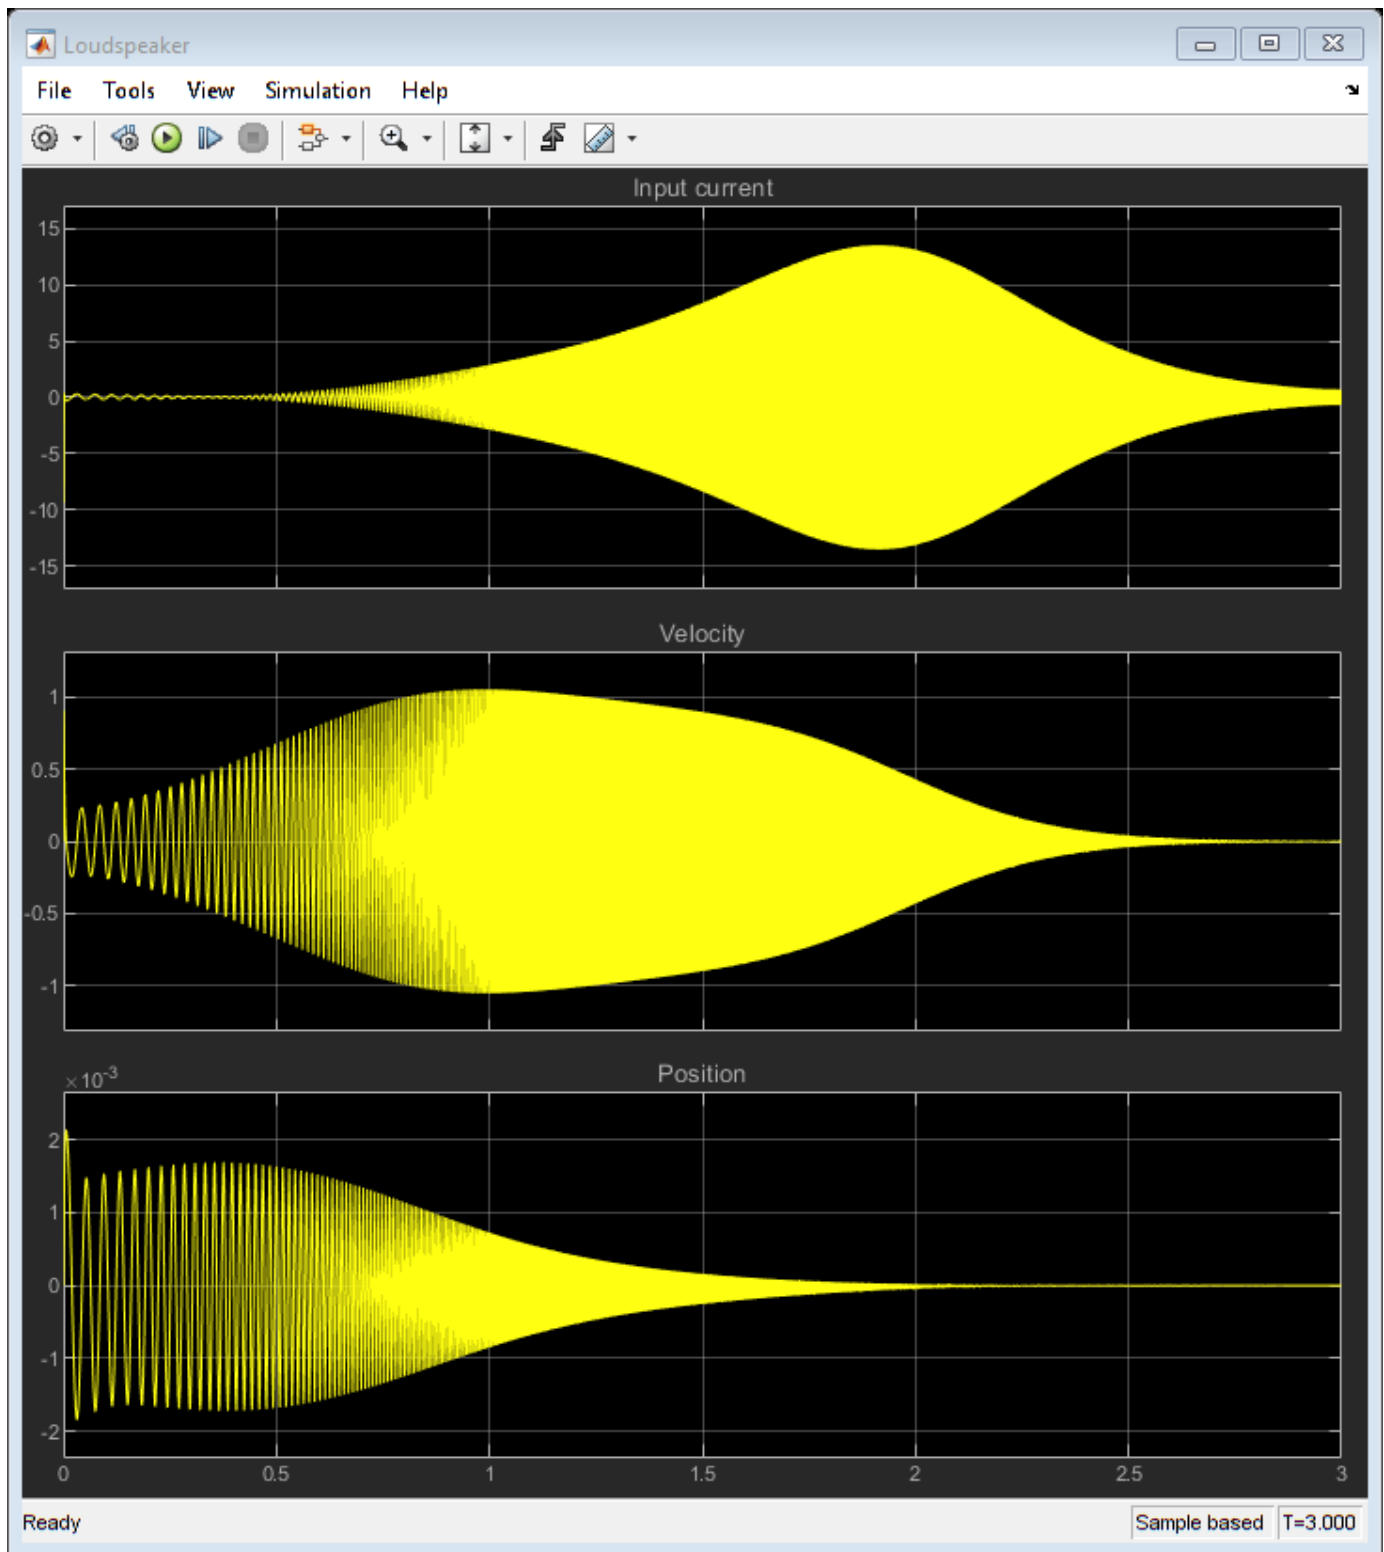 Loudspeaker
File Tools View Simulation Help
Input current
15
10
5
0
-5
-10
-15
Velocity
1
0.5
0
-0.5
-1
×10-3
Position
2
1
0
-1
-2
0 0.5 1 1.5 2 2.5 3
Ready Sample based T=3.000